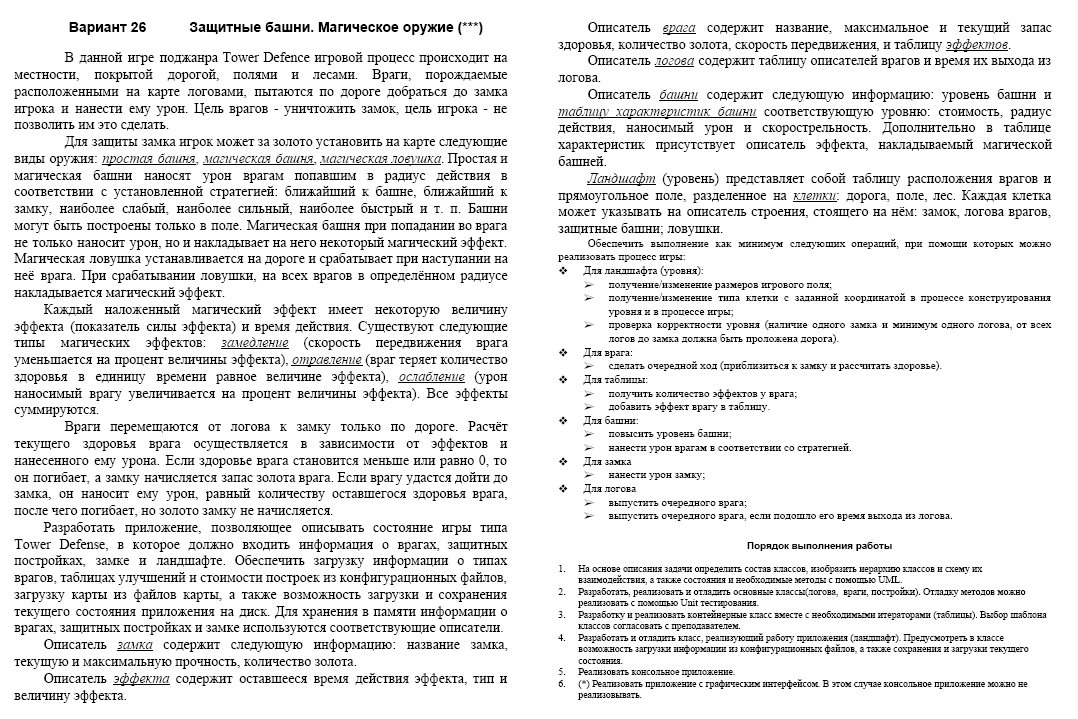 Вариант 26 Защитные башни. Магическое оружие (***)
В данной игре поджанра Tower Defence игровой процесс происходит на
местности, покрытой дорогой, полями и лесами. Враги, порождаемые
расположенными на карте логовами, пытаются по дороге добраться до замка
игрока и нанести ему урон. Цель врагов - уничтожить замок, цель игрока - не
позволить им это сделать.
Для защиты замка игрок может за золото установить на карте следующие
виды оружия: простая башня, магическая башня, магическая ловушка. Простая и
магическая башни наносят урон врагам попавшим в радиус действия в
соответствии с установленной стратегией: ближайший к башне, ближайший к
замку, наиболее слабый, наиболее сильный, наиболее быстрый и т. п. Башни
могут быть построены только в поле. Магическая башня при попадании во врага
не только наносит урон, но и накладывает на него некоторый магический эффект.
Магическая ловушка устанавливается на дороге и срабатывает при наступании на
неё врага. При срабатывании ловушки, на всех врагов в определённом радиусе
накладывается магический эффект.
Каждый наложенный магический эффект имеет некоторую величину
эффекта (показатель силы эффекта) и время действия. Существуют следующие
типы магических эффектов: замедление (скорость передвижения врага
уменьшается на процент величины эффекта), отравление (враг теряет количество
здоровья в единицу времени равное величине эффекта), ослабление (урон
наносимый врагу увеличивается на процент величины эффекта). Все эффекты
суммируются.
Враги перемещаются от логова к замку только по дороге. Расчёт
текущего здоровья врага осуществляется в зависимости от эффектов и
нанесенного ему урона. Если здоровье врага становится меньше или равно 0, то
он погибает, а замку начисляется запас золота врага. Если врагу удастся дойти до
замка, он наносит ему урон, равный количеству оставшегося здоровья врага,
после чего погибает, но золото замку не начисляется.
Разработать приложение, позволяющее описывать состояние игры типа
Tower Defense, в которое должно входить информация о врагах, защитных
постройках, замке и ландшафте. Обеспечить загрузку информации о типах
врагов, таблицах улучшений и стоимости построек из конфигурационных файлов,
загрузку карты из файлов карты, а также возможность загрузки и сохранения
текущего состояния приложения на диск. Для хранения в памяти информации о
врагах, защитных постройках и замке используются соответствующие описатели.
Описатель замка содержит следующую информацию: название замка,
текущую и максимальную прочность, количество золота.
Описатель эффекта содержит оставшееся время действия эффекта, тип и
величину эффекта.
Описатель врага содержит название, максимальное и текущий запас
здоровья, количество золота, скорость передвижения, и таблицу эффектов.
Описатель логова содержит таблицу описателей врагов и время их выхода из
логова.
Описатель башни содержит следующую информацию: уровень башни и
таблицу характеристик башни соответствующую уровню: стоимость, радиус
действия, наносимый урон и скорострельность. Дополнительно в таблице
характеристик присутствует описатель эффекта, накладываемый магической
башней.
Ландшафт (уровень) представляет собой таблицу расположения врагов и
прямоугольное поле, разделенное на клетки: дорога, поле, лес. Каждая клетка
может указывать на описатель строения, стоящего на нём: замок, логова врагов,
защитные башни; ловушки.
Обеспечить выполнение как минимум следующих операций, при помощи которых можно
реализовать процесс игры:
❖ Для ландшафта (уровня):
➢ получение/изменение размеров игрового поля;
➢ получение/изменение типа клетки с заданной координатой в процессе конструирования
уровня и в процессе игры;
➢ проверка корректности уровня (наличие одного замка и минимум одного логова, от всех
логов до замка должна быть проложена дорога).
❖ Для врага:
➢ сделать очередной ход (приблизиться к замку и рассчитать здоровье).
❖ Для таблицы:
➢ получить количество эффектов у врага;
➢ добавить эффект врагу в таблицу.
❖ Для башни:
➢ повысить уровень башни;
➢ нанести урон врагам в соответствии со стратегией.
❖ Для замка
➢ нанести урон замку;
❖ Для логова
➢ выпустить очередного врага;
➢ выпустить очередного врага, если подошло его время выхода из логова.
Порядок выполнения работы
1. На основе описания задачи определить состав классов, изобразить иерархию классов и схему их
взаимодействия, а также состояния и необходимые методы с помощью UML.
2. Разработать, реализовать и отладить основные классы(логова, враги, постройки). Отладку методов можно
реализовать с помощью Unit тестирования.
3. Разработку и реализовать контейнерные класс вместе с необходимыми итераторами (таблицы). Выбор шаблона
классов согласовать с преподавателем.
4. Разработать и отладить класс, реализующий работу приложения (ландшафт). Предусмотреть в классе
возможность загрузки информации из конфигурационных файлов, а также сохранения и загрузки текущего
состояния.
5. Реализовать консольное приложение.
6. (*) Реализовать приложение с графическим интерфейсом. В этом случае консольное приложение можно не
реализовывать.